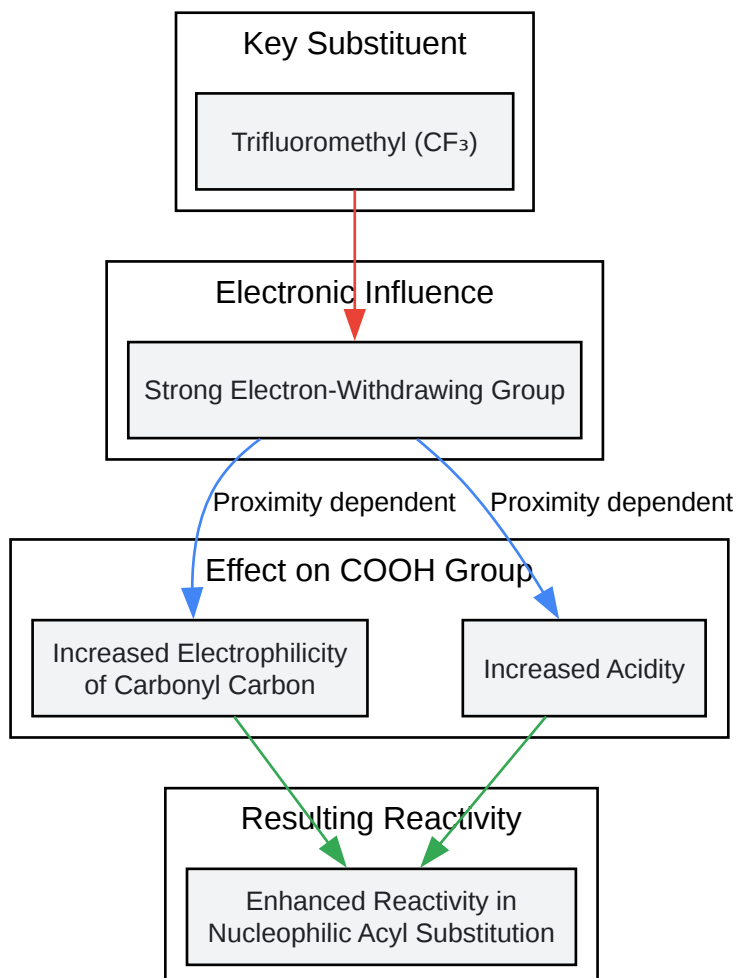 Key Substituent
Trifluoromethyl (CF₃)
Electronic Influence
Strong Electron-Withdrawing Group
Proximity dependent
Proximity dependent
Effect on COOH Group
Increased Electrophilicity
of Carbonyl Carbon
Increased Acidity
Resulting Reactivity
Enhanced Reactivity in
Nucleophilic Acyl Substitution